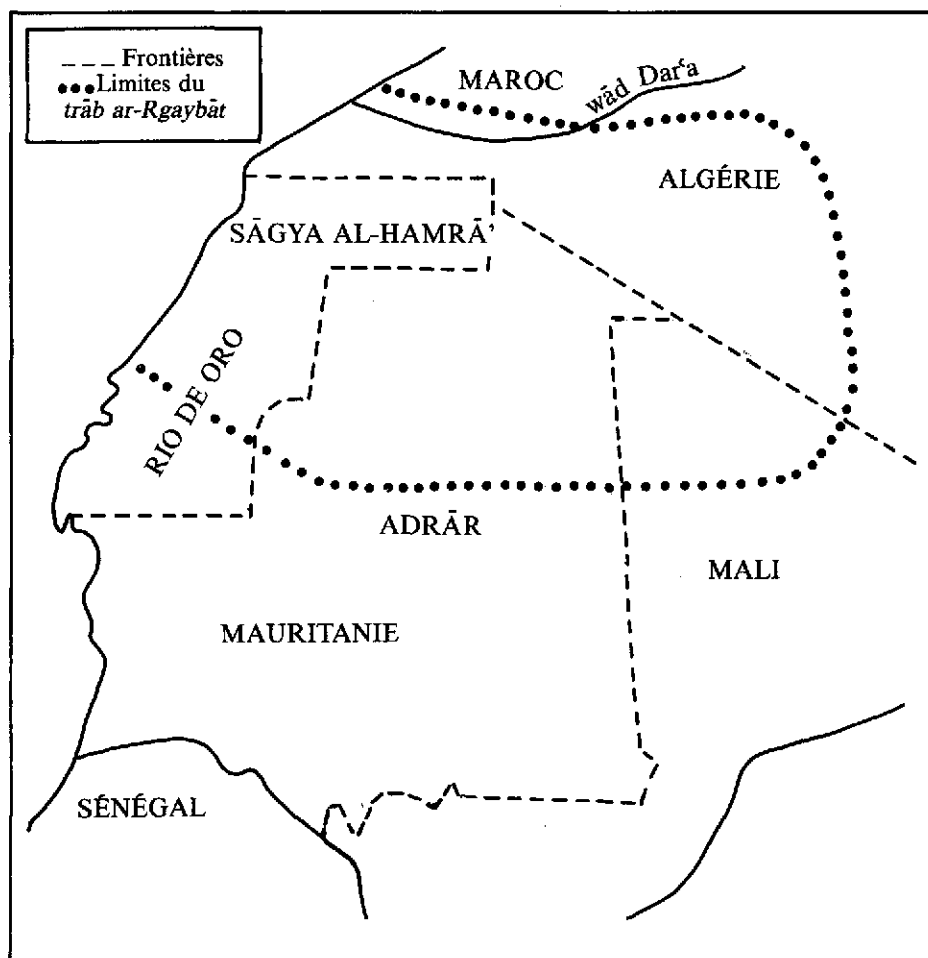 _ _ _ Frontières
●●●Limites du
trāb ar-Rgaybāt
MAROC
wād Darʿa
ALGÉRIE
SĀGYA AL-HAMRĀʾ
RIO DE ORO
ADRĀR
MALI
MAURITANIE
SÉNÉGAL